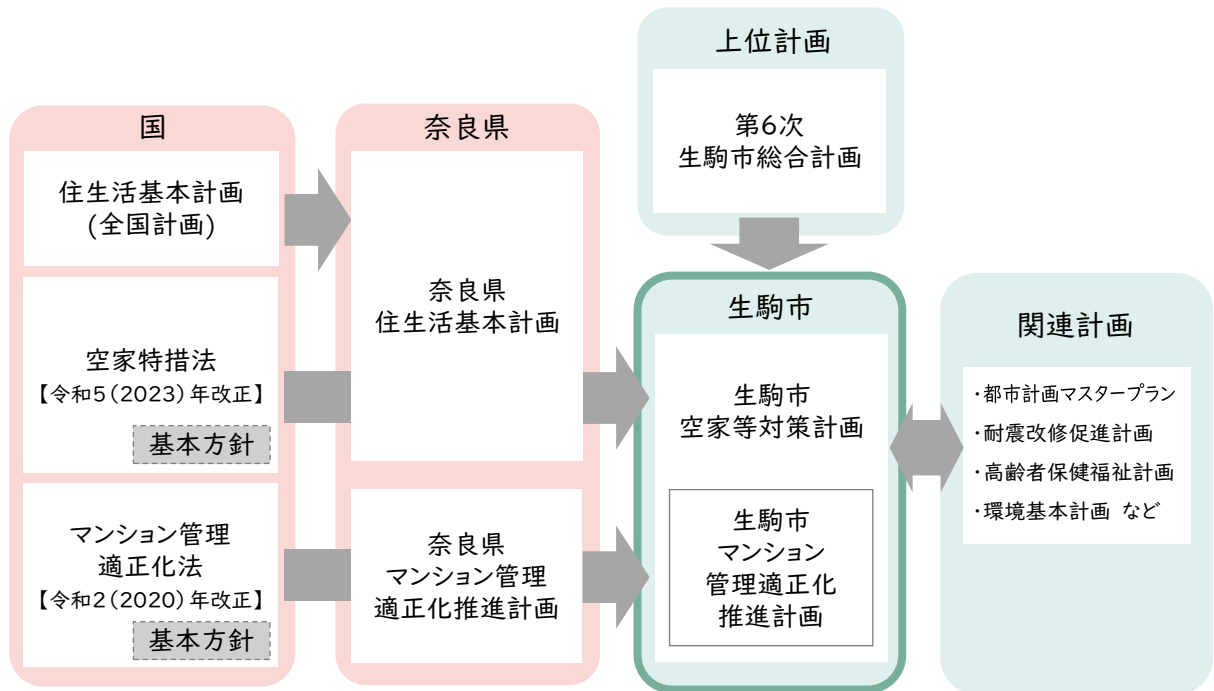 国
住生活基本計画
(全国計画)
空家特措法
【令和5(2023)年改正】
基本方針
マンション管理
適正化法
【令和2(2020)年改正】
基本方針
奈良県
奈良県
住生活基本計画
奈良県
マンション管理
適正化推進計画
上位計画
第6次
生駒市総合計画
生駒市
生駒市
空家等対策計画
生駒市
マンション
管理適正化
推進計画
関連計画
・都市計画マスタープラン
・耐震改修促進計画
・高齢者保健福祉計画
・環境基本計画 など